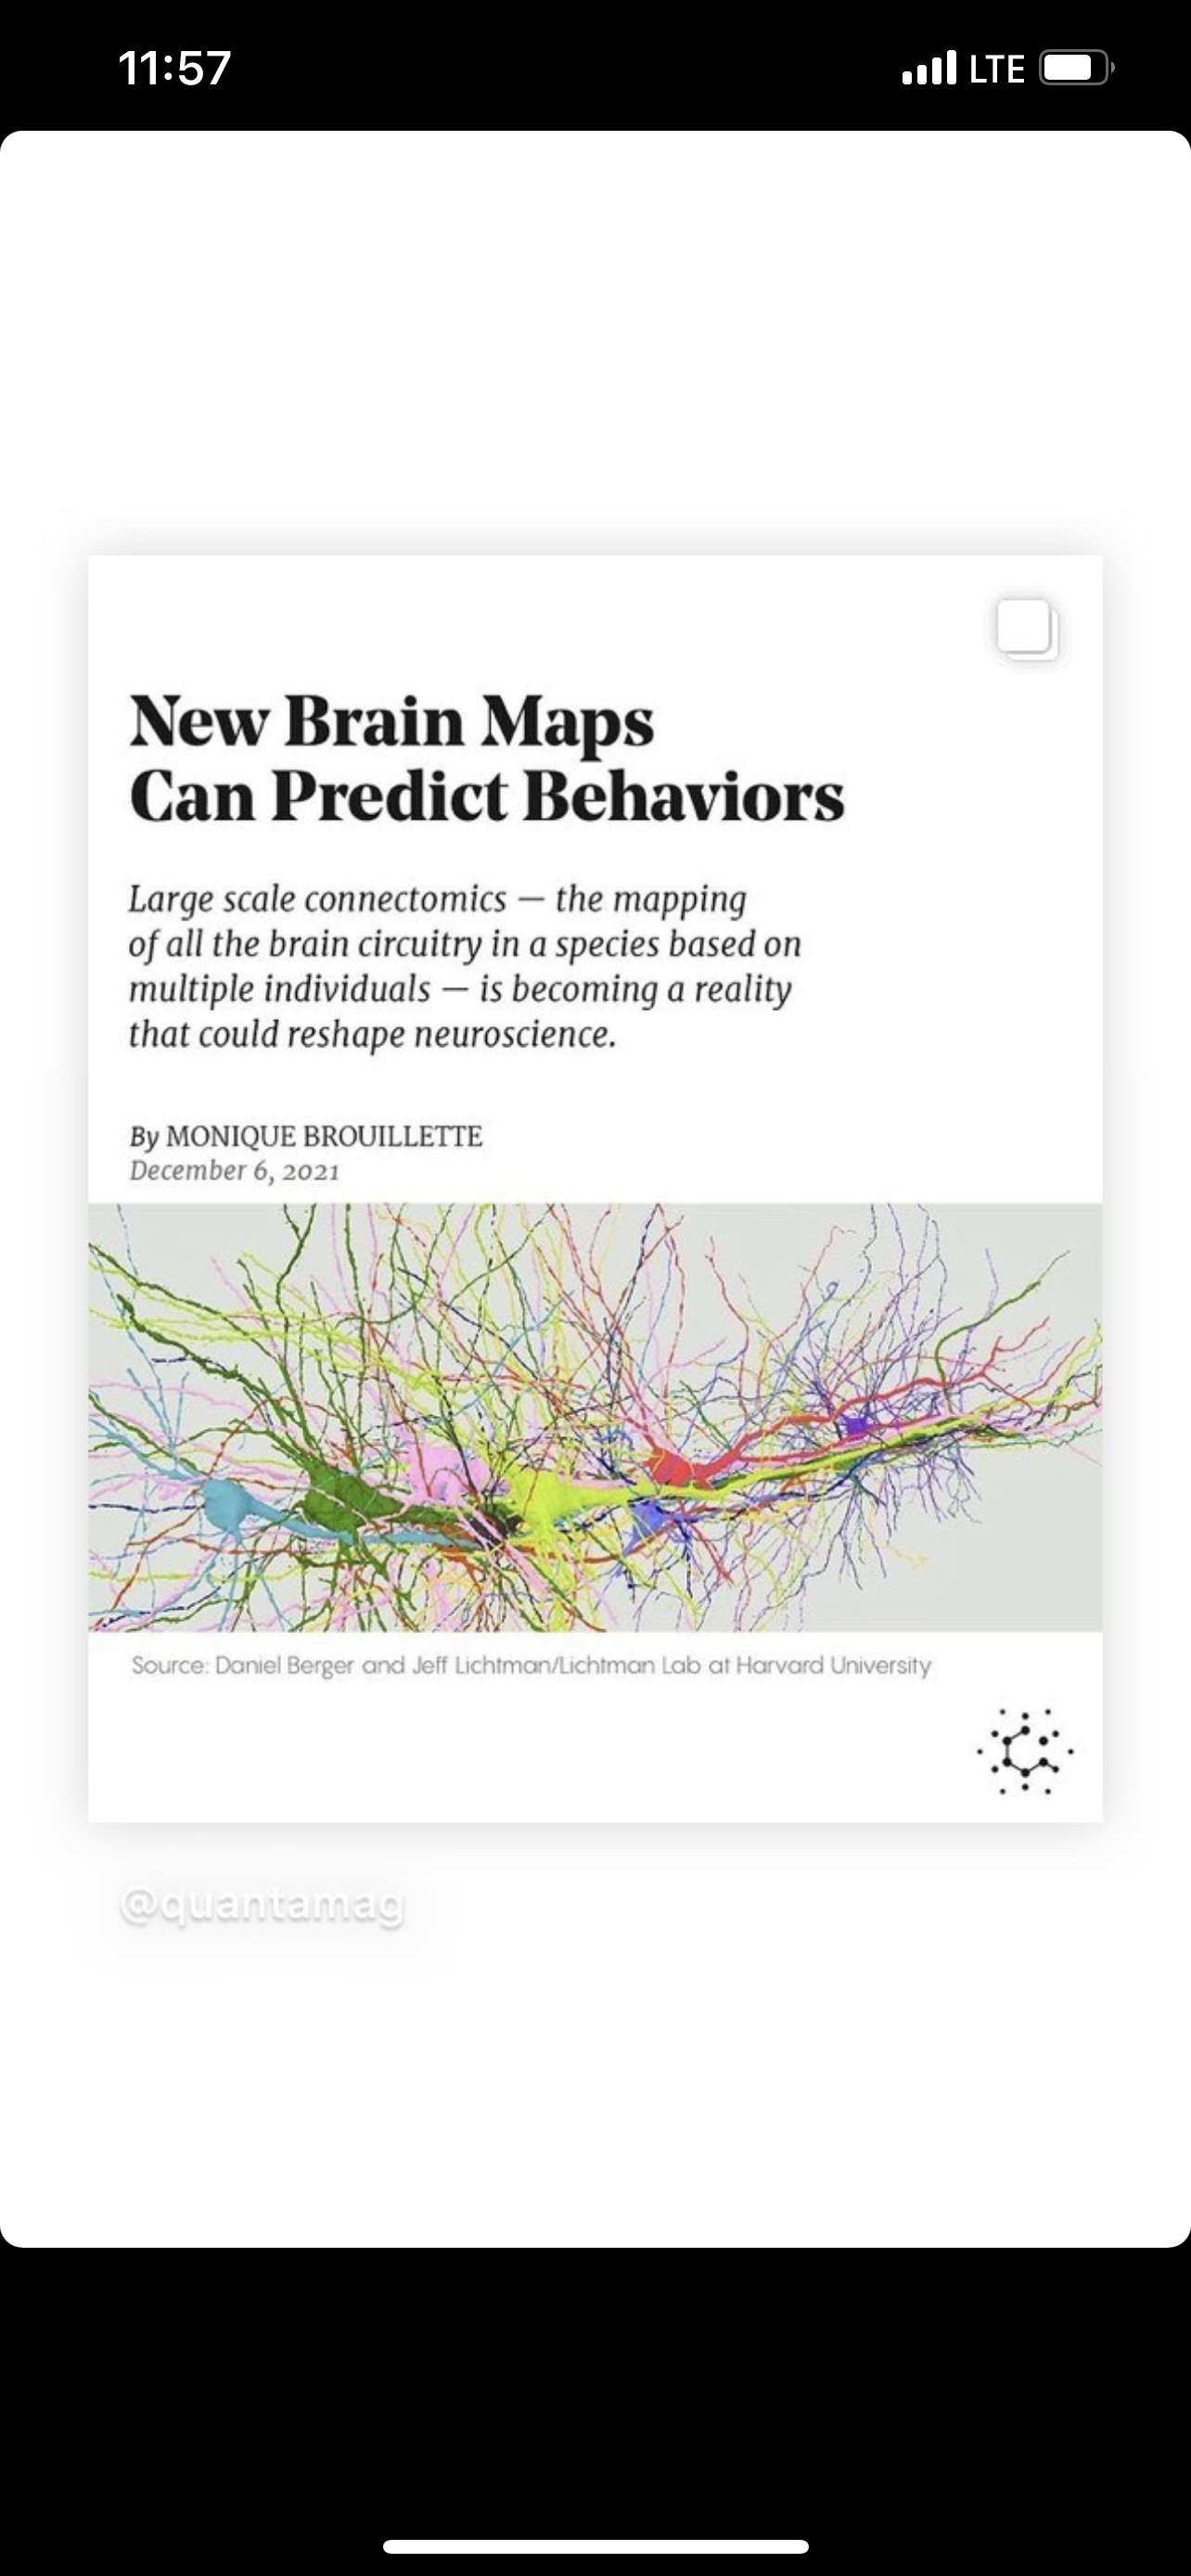 11:57
LTE
New Brain Maps
Can Predict Behaviors
Large scale connectomics — the mapping
of all the brain circuitry in a species based on
multiple individuals — is becoming a reality
that could reshape neuroscience.
By MONIQUE BROUILLETTE
December 6, 2021
Source: Daniel Berger and Jeff Lichtman/Lichtman Lab at Harvard University
@quantamag